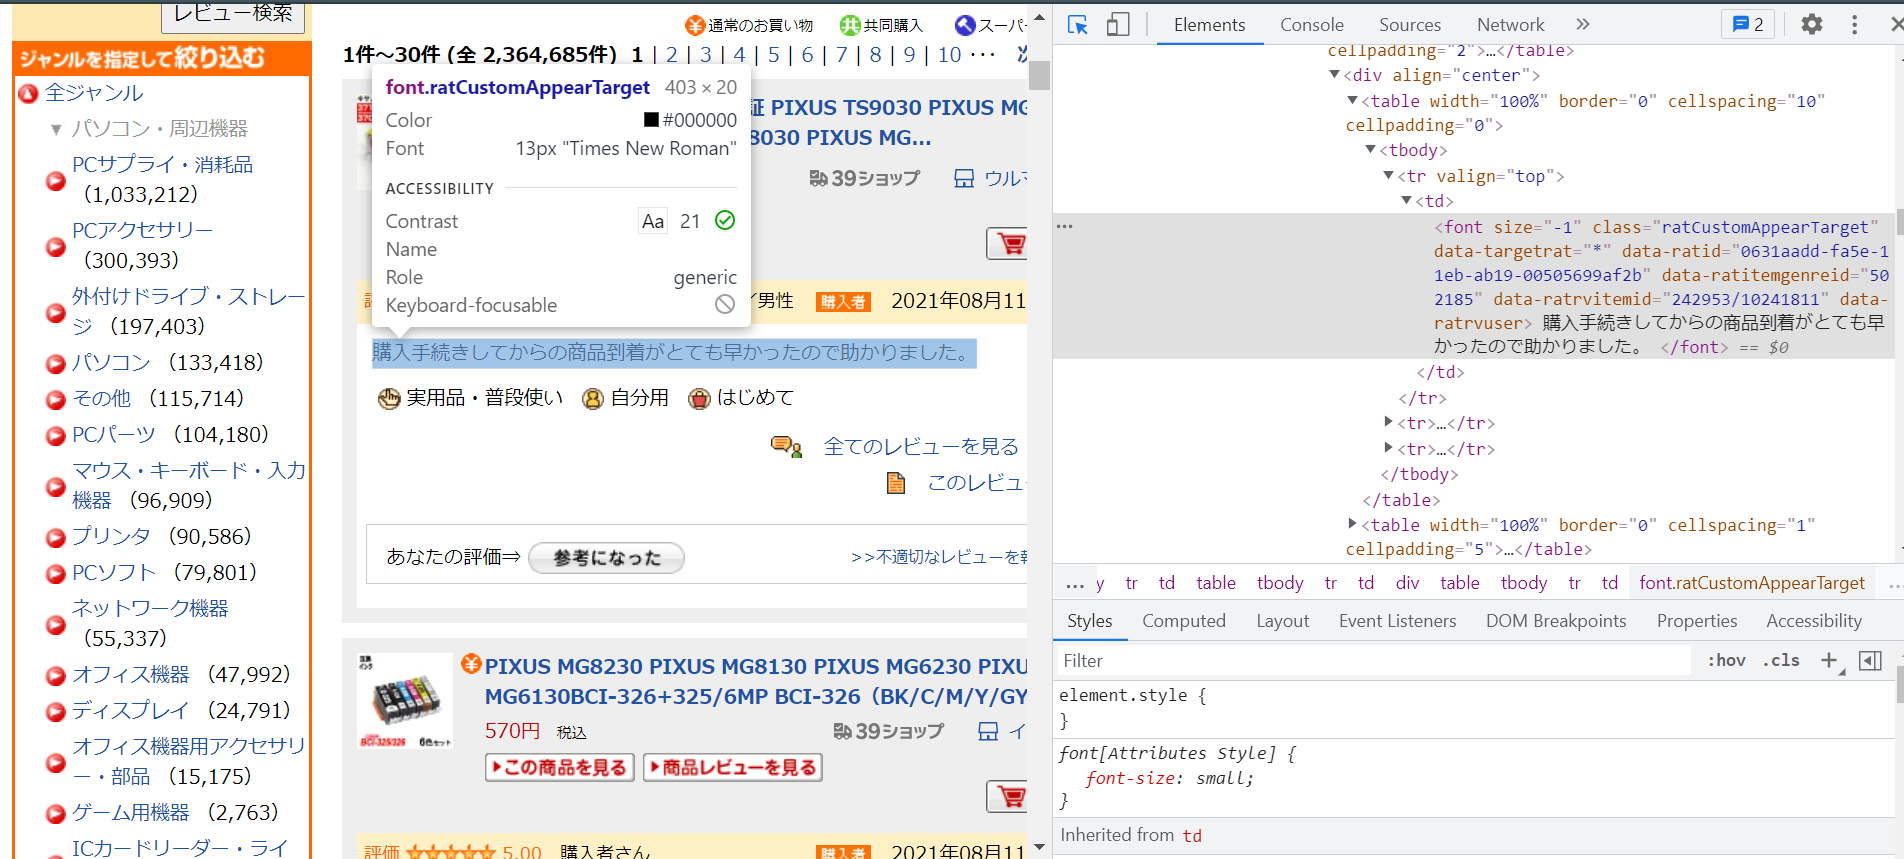 レビュー検索
ジャンルを指定して絞り込む
全ジャンル
▼ パソコン・周辺機器
PCサプライ・消耗品
（1,033,212）
PCアクセサリー
（300,393）
外付けドライブ・ストレー
ジ （197,403）
パソコン （133,418）
その他 （115,714）
PCパーツ （104,180）
マウス・キーボード・入力
機器 （96,909）
プリンタ （90,586）
PCソフト （79,801）
ネットワーク機器
（55,337）
オフィス機器 （47,992）
ディスプレイ （24,791）
オフィス機器用アクセサリ
ー・部品 （15,175）
ゲーム用機器 （2,763）
ICカードリーダー・ライ
通常のお買い物 共同購入 スーパー
1件～30件 (全 2,364,685件) 1 | 2 | 3 | 4 | 5 | 6 | 7 | 8 | 9 | 10 ･･･
font.ratCustomAppearTarget 403 × 20
Color #000000
Font 13px "Times New Roman"
ACCESSIBILITY
Contrast Aa 21
Name
Role generic
Keyboard-focusable
証 PIXUS TS9030 PIXUS MG
8030 PIXUS MG...
39ショップ ウルマ
／男性 購入者 2021年08月11
購入手続きしてからの商品到着がとても早かったので助かりました。
実用品・普段使い 自分用 はじめて
全てのレビューを見る
このレビュー
あなたの評価⇒ 参考になった >>不適切なレビューを報
PIXUS MG8230 PIXUS MG8130 PIXUS MG6230 PIXU
MG6130BCI-326+325/6MP BCI-326（BK/C/M/Y/GY
BCI-325/326 6色セット
570円 税込 39ショップ イ
この商品を見る 商品レビューを見る
評価 5.00 購入者さん 購入者 2021年08月11
Elements Console Sources Network » 2
cellpadding="2">…</table>
▼<div align="center">
▼<table width="100%" border="0" cellspacing="10"
cellpadding="0">
▼<tbody>
▼<tr valign="top">
▼<td>
<font size="-1" class="ratCustomAppearTarget"
data-targetrat="*" data-ratid="0631aadd-fa5e-1
1eb-ab19-00505699af2b" data-ratitemgenreid="50
2185" data-ratrvitemid="242953/10241811" data-
ratrvuser> 購入手続きしてからの商品到着がとても早
かったので助かりました。 </font> == $0
</td>
</tr>
▶<tr>…</tr>
▶<tr>…</tr>
</tbody>
</table>
▶<table width="100%" border="0" cellspacing="1"
cellpadding="5">…</table>
… y tr td table tbody tr td div table tbody tr td font.ratCustomAppearTarget …
Styles Computed Layout Event Listeners DOM Breakpoints Properties Accessibility
Filter :hov .cls +
element.style {
}
font[Attributes Style] {
font-size: small;
}
Inherited from td